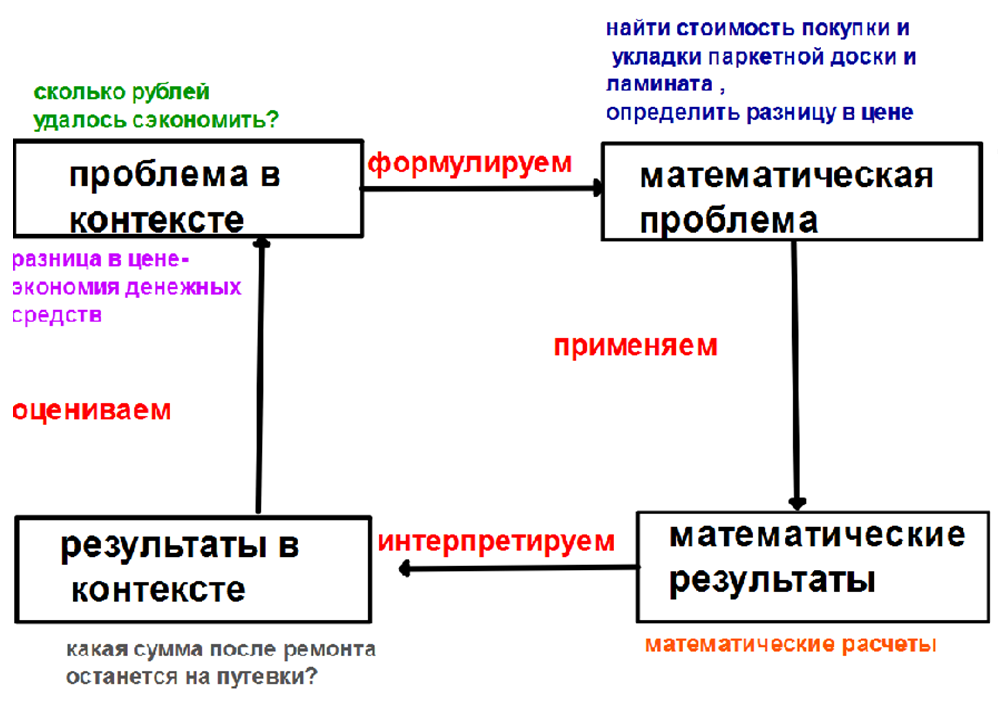 найти стоимость покупки и
укладки паркетной доски и
ламината ,
определить разницу в цене
сколько рублей
удалось сэкономить?
проблема в
контексте
формулируем
математическая
проблема
разница в цене-
экономия денежных
средств
применяем
оцениваем
результаты в
контексте
интерпретируем
математические
результаты
какая сумма после ремонта
останется на путевки?
математические расчеты